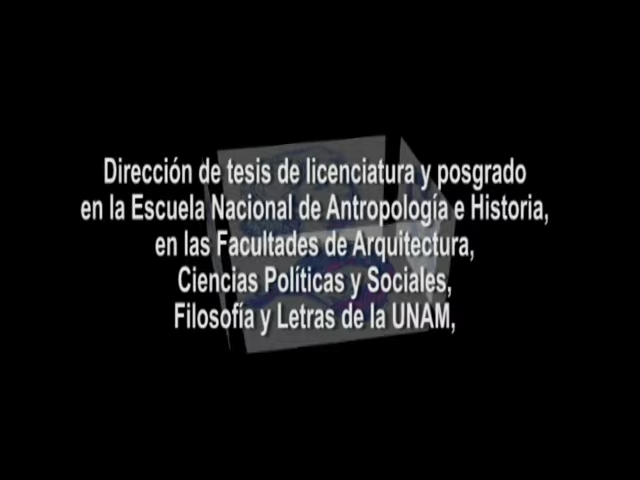 Dirección de tesis de licenciatura y posgrado
en la Escuela Nacional de Antropología e Historia,
en las Facultades de Arquitectura,
Ciencias Políticas y Sociales,
Filosofía y Letras de la UNAM,